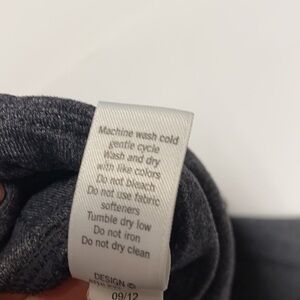 Machine wash cold
gentle cycle
Wash and dry
with like colors
Do not bleach
Do not use fabric
softeners
Tumble dry low
Do not iron
Do not dry clean
DESIGN ©
09/12